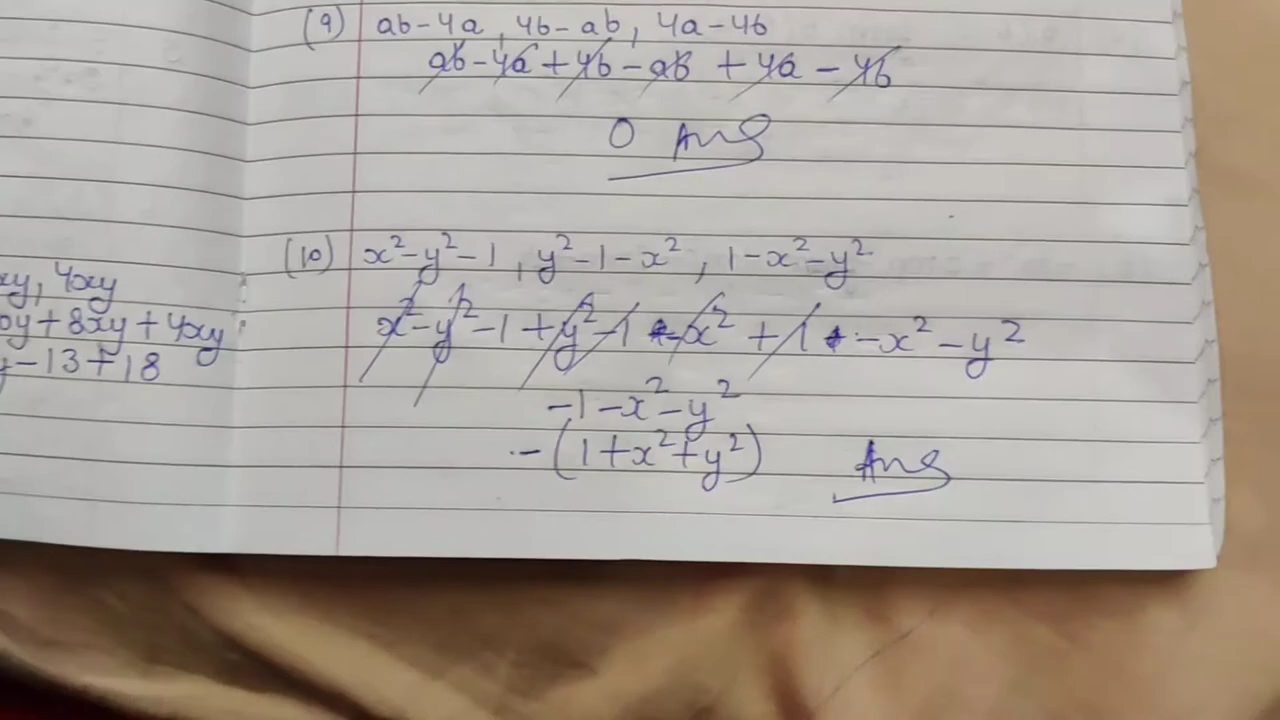 (9) ab-4a, 4b-ab, 4a-4b
ab-4a+4b-ab+4a-4b
0 Ans
(10) x²-y²-1, y²-1-x², 1-x²-y²
x²-y²-1+y²-1-x²+1-x²-y²
-1-x²-y²
-(1+x²+y²) Ans
xy, 4xy
y+8xy+4xy
-13+18